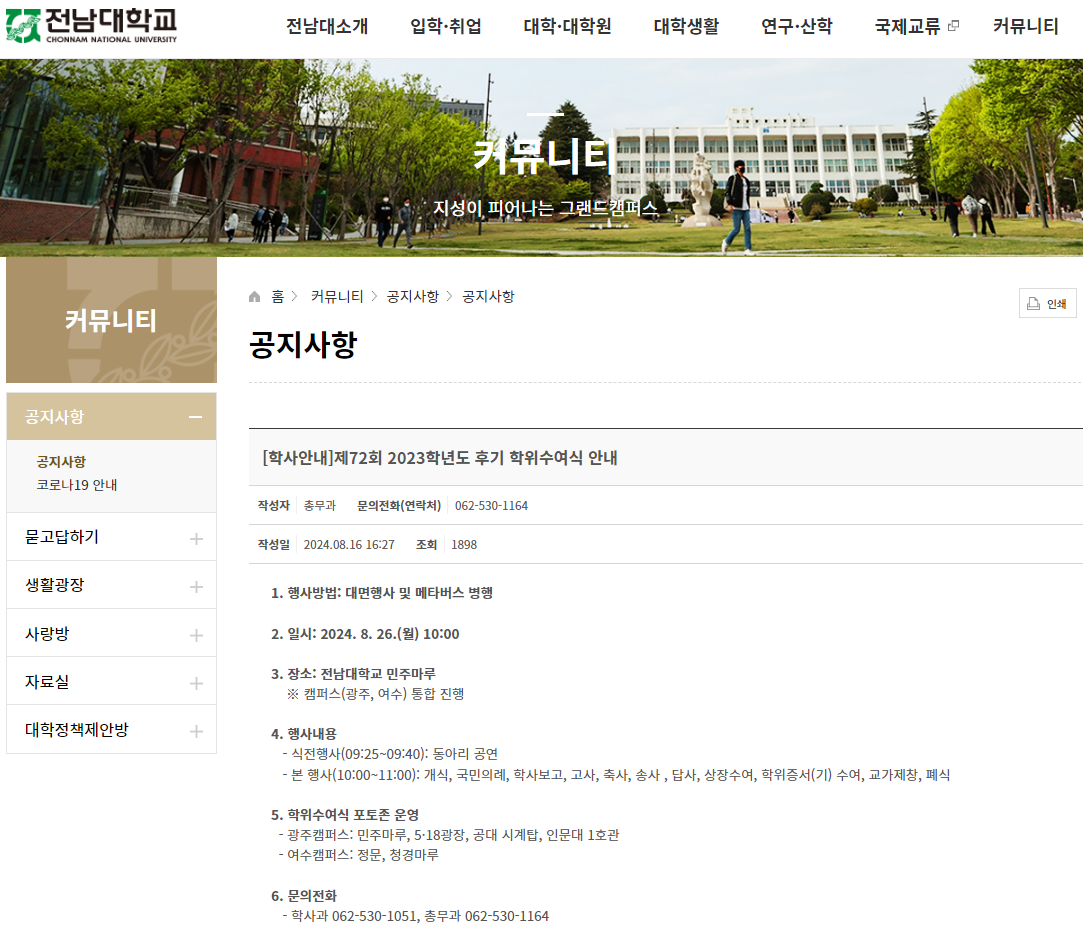 전남대학교
CHONNAM NATIONAL UNIVERSITY
전남대소개 입학·취업 대학·대학원 대학생활 연구·산학 국제교류 커뮤니티
커뮤니티
지성이 피어나는 그랜드캠퍼스
커뮤니티
공지사항
공지사항
코로나19 안내
묻고답하기
생활광장
사랑방
자료실
대학정책제안방
홈 > 커뮤니티 > 공지사항 > 공지사항
인쇄
공지사항
[학사안내]제72회 2023학년도 후기 학위수여식 안내
작성자 총무과 문의전화(연락처) 062-530-1164
작성일 2024.08.16 16:27 조회 1898
1. 행사방법: 대면행사 및 메타버스 병행
2. 일시: 2024. 8. 26.(월) 10:00
3. 장소: 전남대학교 민주마루
※ 캠퍼스(광주, 여수) 통합 진행
4. 행사내용
- 식전행사(09:25~09:40): 동아리 공연
- 본 행사(10:00~11:00): 개식, 국민의례, 학사보고, 고사, 축사, 송사 , 답사, 상장수여, 학위증서(기) 수여, 교가제창, 폐식
5. 학위수여식 포토존 운영
- 광주캠퍼스: 민주마루, 5·18광장, 공대 시계탑, 인문대 1호관
- 여수캠퍼스: 정문, 청경마루
6. 문의전화
- 학사과 062-530-1051, 총무과 062-530-1164